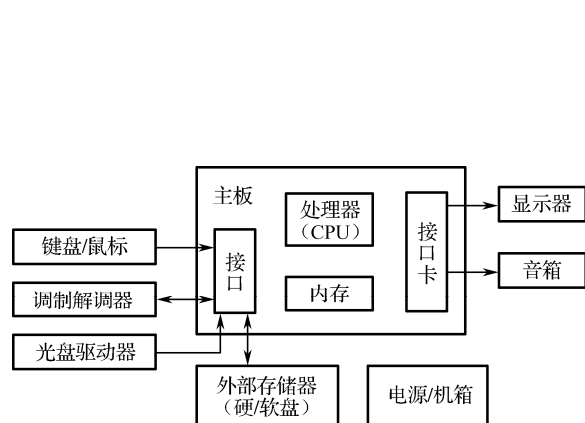 主板
处理器
（CPU）
内存
接口
接口卡
显示器
音箱
键盘/鼠标
调制解调器
光盘驱动器
外部存储器
（硬/软盘）
电源/机箱